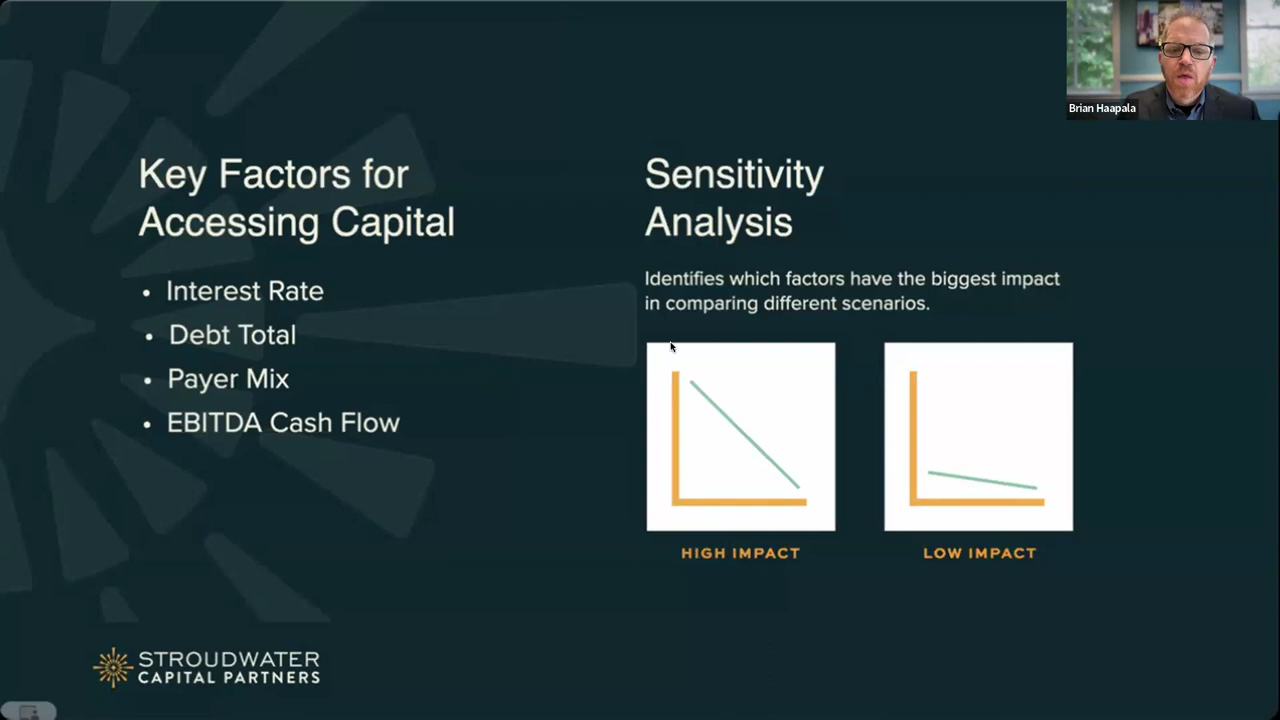 Brian Haapala
Key Factors for
Accessing Capital
• Interest Rate
• Debt Total
• Payer Mix
• EBITDA Cash Flow
Sensitivity
Analysis
Identifies which factors have the biggest impact
in comparing different scenarios.
HIGH IMPACT
LOW IMPACT
STROUDWATER
CAPITAL PARTNERS